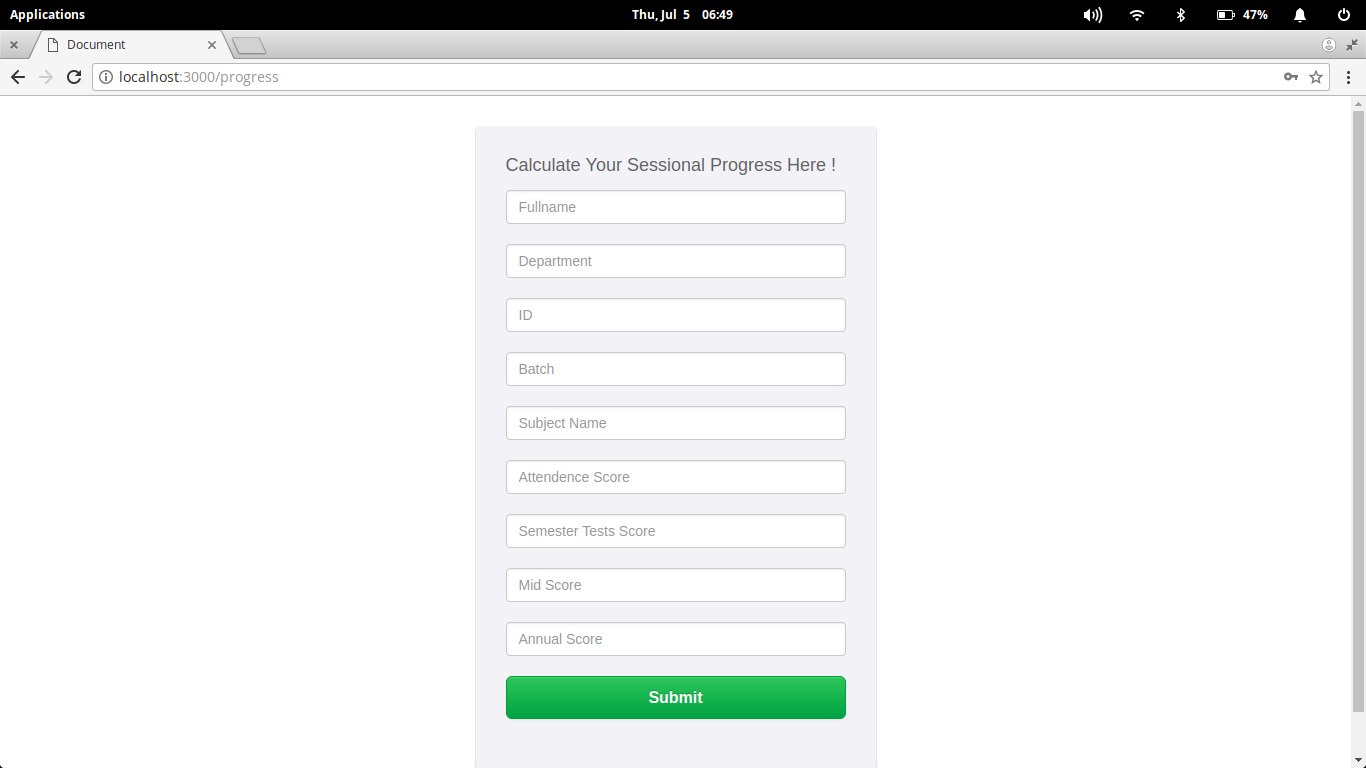 Applications
Thu, Jul 5 06:49
47%
Document
localhost:3000/progress
Calculate Your Sessional Progress Here !
Fullname
Department
ID
Batch
Subject Name
Attendence Score
Semester Tests Score
Mid Score
Annual Score
Submit